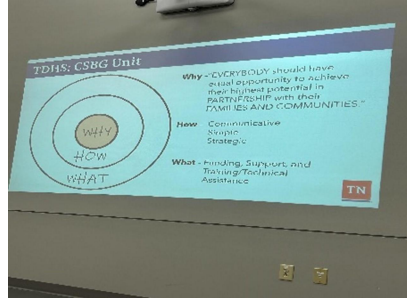 TDHS: CSBG Unit
WHY
HOW
WHAT
Why - "EVERYBODY should have
equal opportunity to achieve
their highest potential in
PARTNERSHIP with their
FAMILIES AND COMMUNITIES."
How - Communicative
Simple
Strategic
What - Funding, Support, and
Training/Technical
Assistance
TN